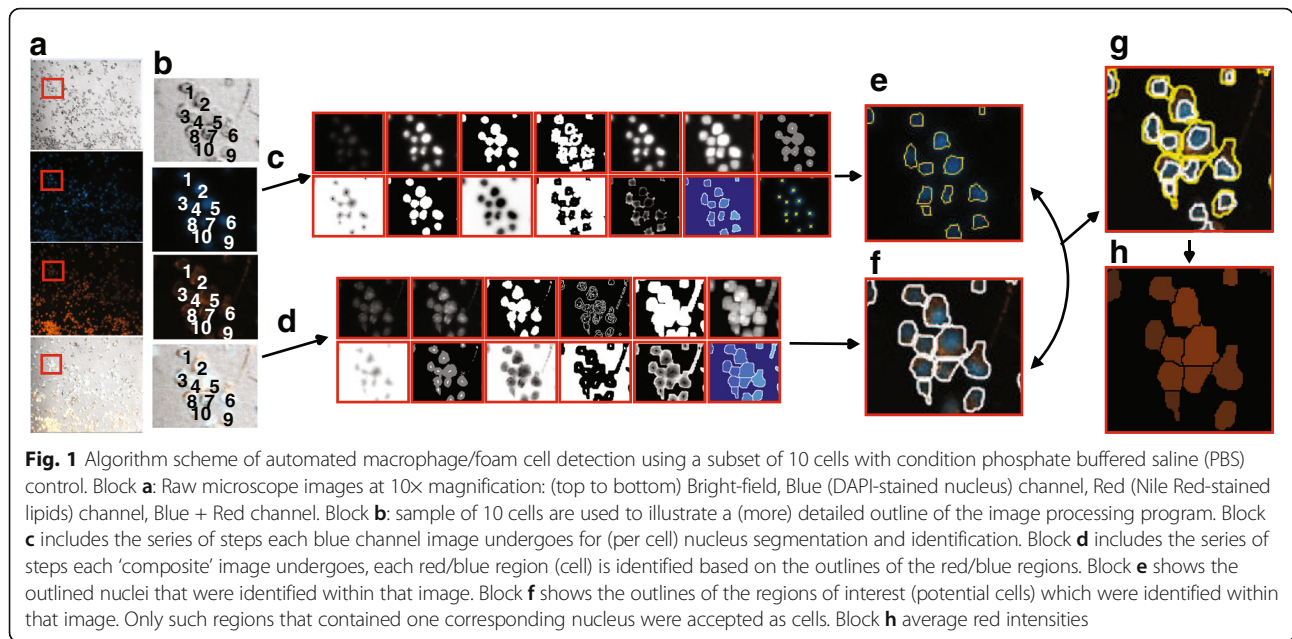 a
b
c
d
e
f
g
h
1
2
3 4 5
8 7 6
10 9
1
2
3 4 5
8 7 6
10 9
1
2
3 4 5
8 7 6
10 9
1
2
3 4 5
8 7 6
10 9
Fig. 1 Algorithm scheme of automated macrophage/foam cell detection using a subset of 10 cells with condition phosphate buffered saline (PBS)
control. Block a: Raw microscope images at 10× magnification: (top to bottom) Bright-field, Blue (DAPI-stained nucleus) channel, Red (Nile Red-stained
lipids) channel, Blue + Red channel. Block b: sample of 10 cells are used to illustrate a (more) detailed outline of the image processing program. Block
c includes the series of steps each blue channel image undergoes for (per cell) nucleus segmentation and identification. Block d includes the series of
steps each ‘composite’ image undergoes, each red/blue region (cell) is identified based on the outlines of the red/blue regions. Block e shows the
outlined nuclei that were identified within that image. Block f shows the outlines of the regions of interest (potential cells) which were identified within
that image. Only such regions that contained one corresponding nucleus were accepted as cells. Block h average red intensities